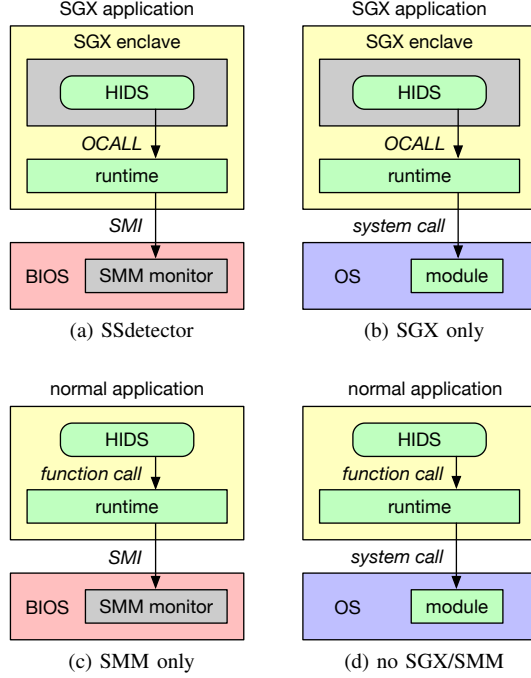 SGX application
SGX enclave
HIDS
OCALL
runtime
SMI
BIOS
SMM monitor
(a) SSdetector
SGX application
SGX enclave
HIDS
OCALL
runtime
system call
OS
module
(b) SGX only
normal application
HIDS
function call
runtime
SMI
BIOS
SMM monitor
(c) SMM only
normal application
HIDS
function call
runtime
system call
OS
module
(d) no SGX/SMM